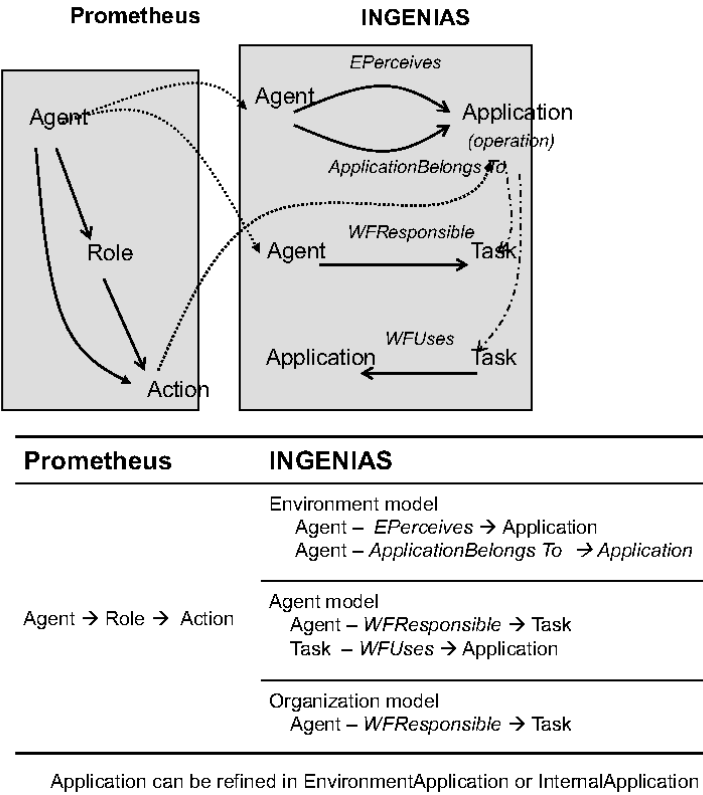 Prometheus INGENIAS
EPerceives
Agent
Agent
Application
(operation)
ApplicationBelongs To
WFResponsible
Role
Agent
Task
WFUses
Application
Task
Action
Prometheus INGENIAS
Environment model
Agent – EPerceives → Application
Agent – ApplicationBelongs To → Application
Agent → Role → Action
Agent model
Agent – WFResponsible → Task
Task – WFUses → Application
Organization model
Agent – WFResponsible → Task
Application can be refined in EnvironmentApplication or InternalApplication